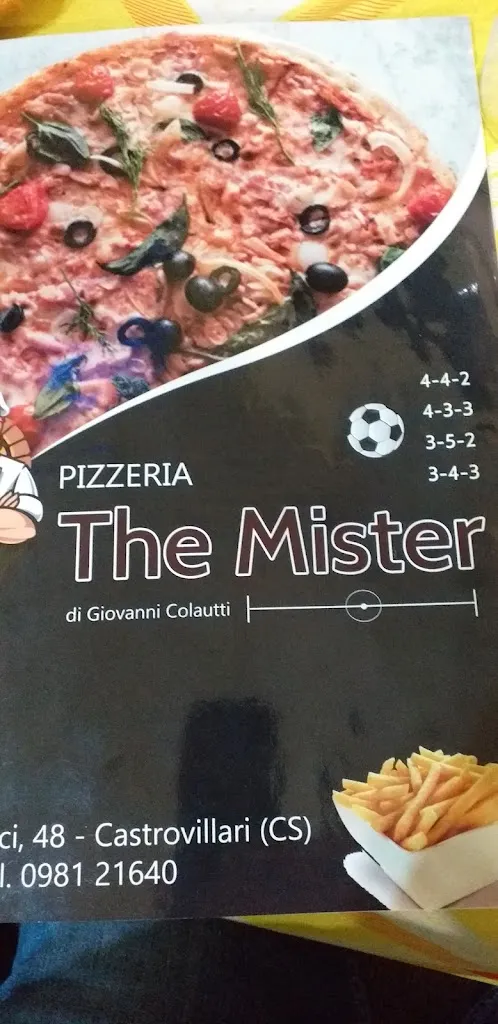 4-4-2
4-3-3
3-5-2
3-4-3
PIZZERIA
The Mister
di Giovanni Colautti
48 - Castrovillari (CS)
0981 21640